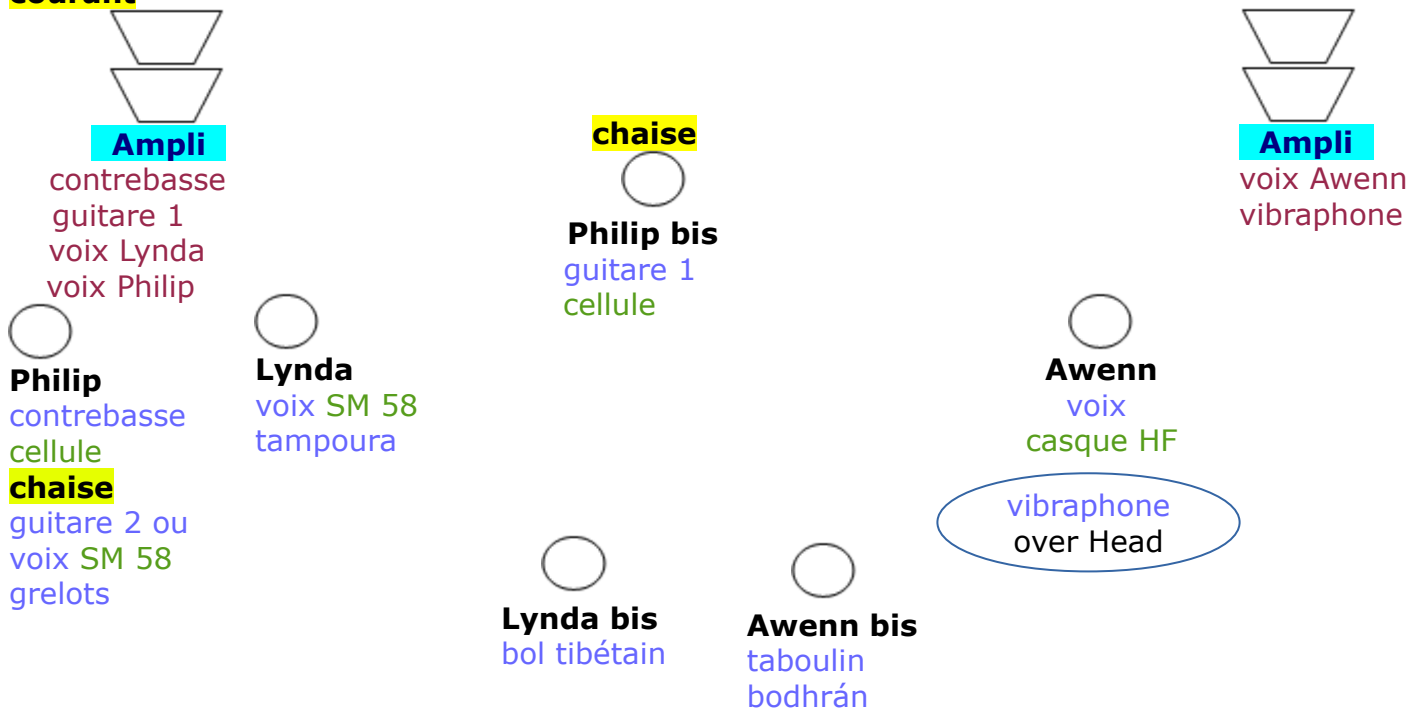 courant
Ampli
contrebasse
guitare 1
voix Lynda
voix Philip
chaise
Philip bis
guitare 1
cellule
Ampli
voix Awenn
vibraphone
Philip
contrebasse
cellule
chaise
guitare 2 ou
voix SM 58
grelots
Lynda
voix SM 58
tampoura
Awenn
voix
casque HF
vibraphone
over Head
Lynda bis
bol tibétain
Awenn bis
taboulin
bodhrán